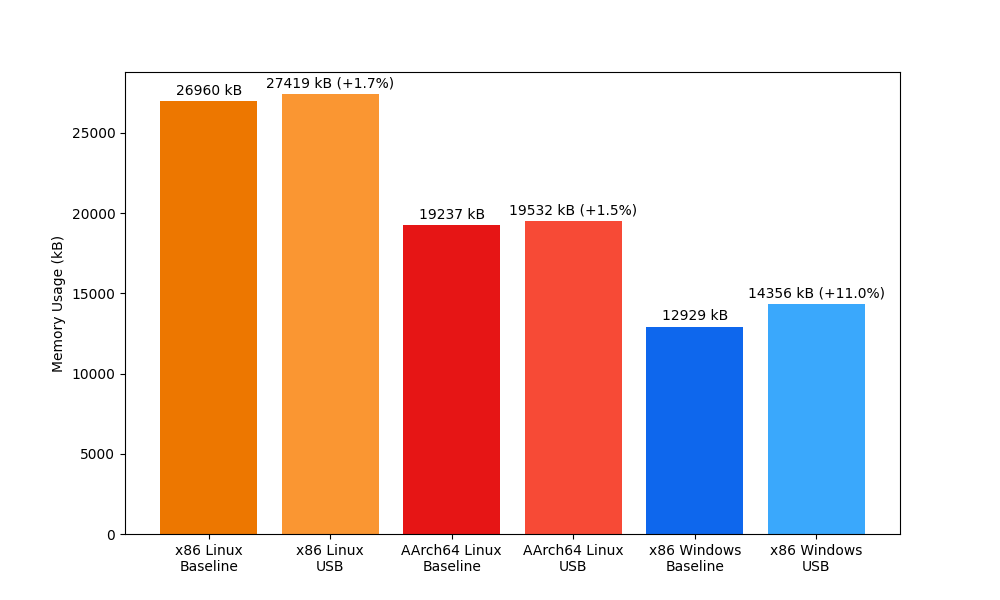 26960 kB
27419 kB (+1.7%)
19237 kB
19532 kB (+1.5%)
12929 kB
14356 kB (+11.0%)
Memory Usage (kB)
25000
20000
15000
10000
5000
0
x86 Linux
Baseline
x86 Linux
USB
AArch64 Linux
Baseline
AArch64 Linux
USB
x86 Windows
Baseline
x86 Windows
USB